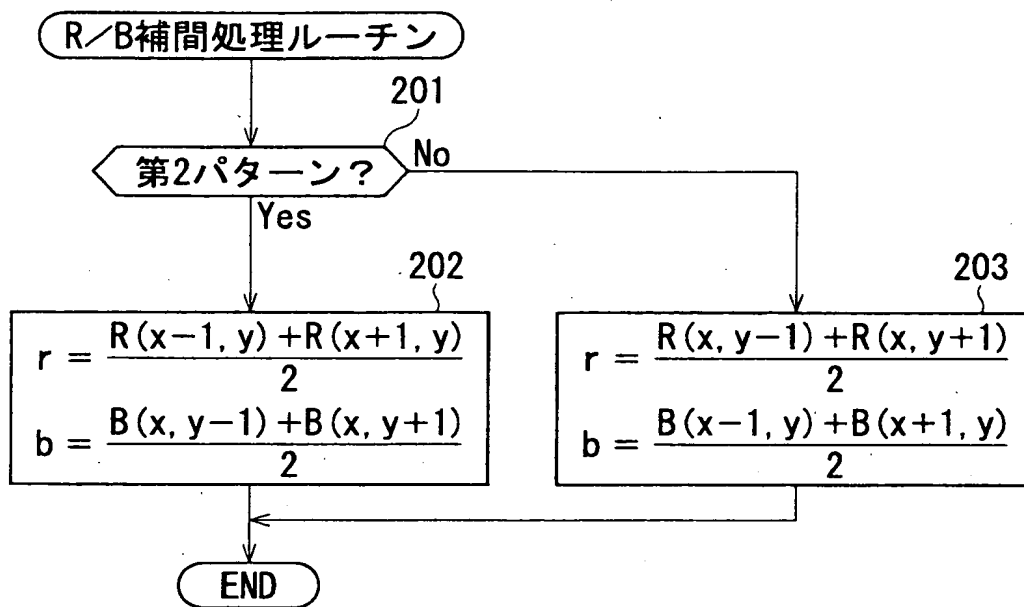 R／B補間処理ルーチン
201
第2パターン？
No
Yes
202
r = R(x−1, y)+R(x+1, y) / 2
b = B(x, y−1)+B(x, y+1) / 2
203
r = R(x, y−1)+R(x, y+1) / 2
b = B(x−1, y)+B(x+1, y) / 2
END